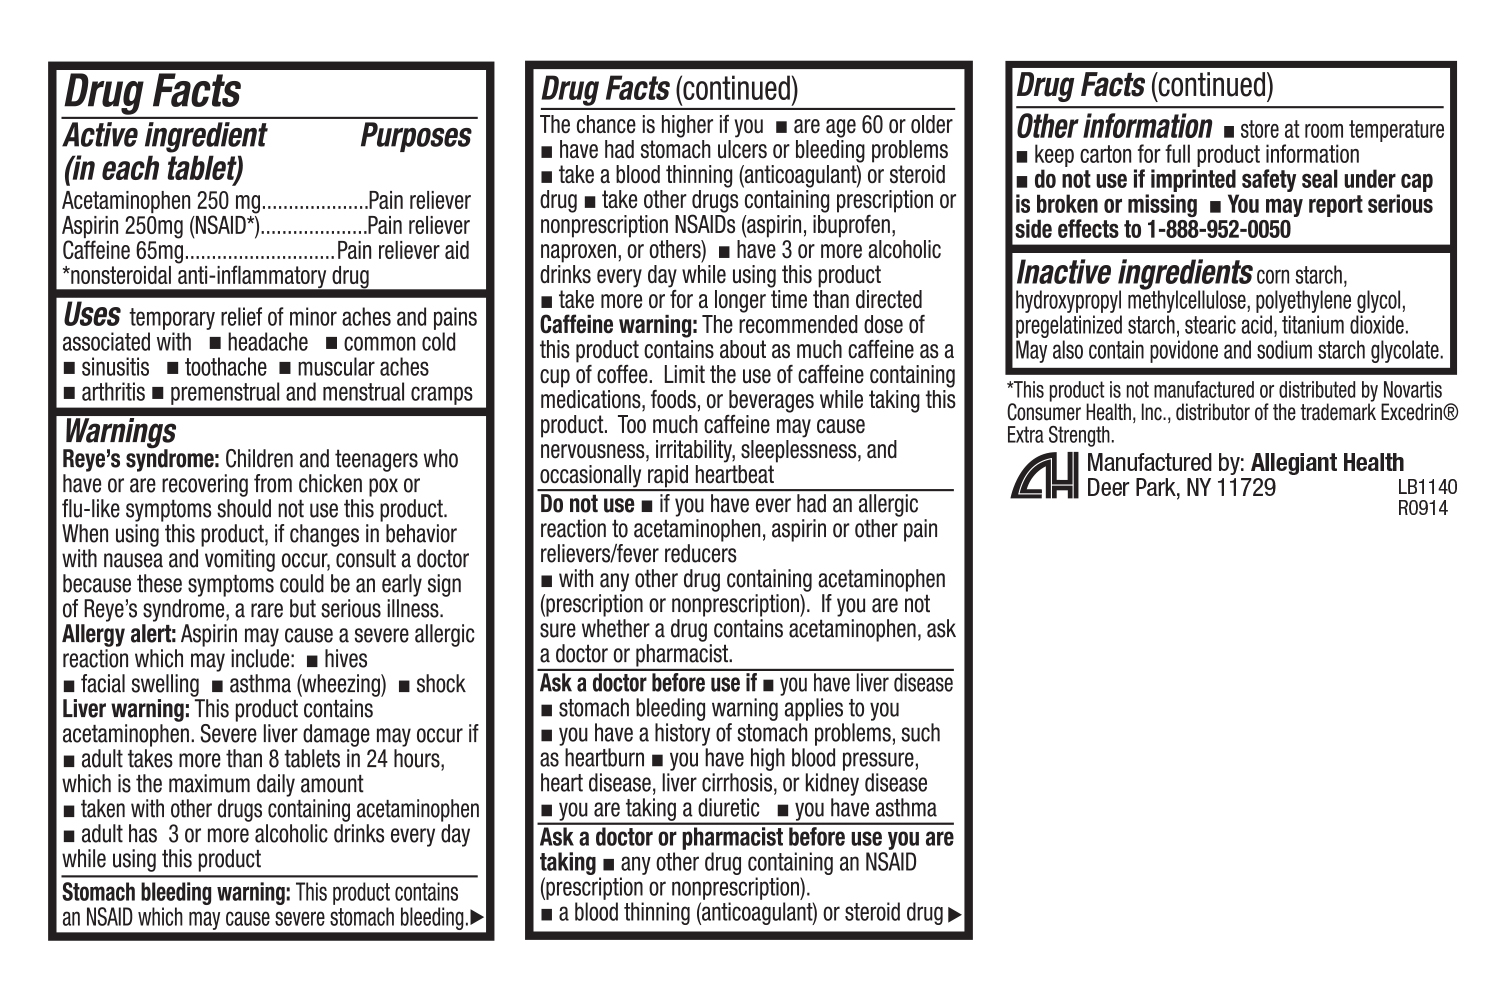 Drug Facts
Active ingredient Purposes
(in each tablet)
Acetaminophen 250 mg....................Pain reliever
Aspirin 250mg (NSAID*)....................Pain reliever
Caffeine 65mg............................Pain reliever aid
*nonsteroidal anti-inflammatory drug
Uses temporary relief of minor aches and pains
associated with ■ headache ■ common cold
■ sinusitis ■ toothache ■ muscular aches
■ arthritis ■ premenstrual and menstrual cramps
Warnings
Reye's syndrome: Children and teenagers who
have or are recovering from chicken pox or
flu-like symptoms should not use this product.
When using this product, if changes in behavior
with nausea and vomiting occur, consult a doctor
because these symptoms could be an early sign
of Reye's syndrome, a rare but serious illness.
Allergy alert: Aspirin may cause a severe allergic
reaction which may include: ■ hives
■ facial swelling ■ asthma (wheezing) ■ shock
Liver warning: This product contains
acetaminophen. Severe liver damage may occur if
■ adult takes more than 8 tablets in 24 hours,
which is the maximum daily amount
■ taken with other drugs containing acetaminophen
■ adult has 3 or more alcoholic drinks every day
while using this product
Stomach bleeding warning: This product contains
an NSAID which may cause severe stomach bleeding.▶
Drug Facts (continued)
The chance is higher if you ■ are age 60 or older
■ have had stomach ulcers or bleeding problems
■ take a blood thinning (anticoagulant) or steroid
drug ■ take other drugs containing prescription or
nonprescription NSAIDs (aspirin, ibuprofen,
naproxen, or others) ■ have 3 or more alcoholic
drinks every day while using this product
■ take more or for a longer time than directed
Caffeine warning: The recommended dose of
this product contains about as much caffeine as a
cup of coffee. Limit the use of caffeine containing
medications, foods, or beverages while taking this
product. Too much caffeine may cause
nervousness, irritability, sleeplessness, and
occasionally rapid heartbeat
Do not use ■ if you have ever had an allergic
reaction to acetaminophen, aspirin or other pain
relievers/fever reducers
■ with any other drug containing acetaminophen
(prescription or nonprescription). If you are not
sure whether a drug contains acetaminophen, ask
a doctor or pharmacist.
Ask a doctor before use if ■ you have liver disease
■ stomach bleeding warning applies to you
■ you have a history of stomach problems, such
as heartburn ■ you have high blood pressure,
heart disease, liver cirrhosis, or kidney disease
■ you are taking a diuretic ■ you have asthma
Ask a doctor or pharmacist before use you are
taking ■ any other drug containing an NSAID
(prescription or nonprescription).
■ a blood thinning (anticoagulant) or steroid drug ▶
Drug Facts (continued)
Other information ■ store at room temperature
■ keep carton for full product information
■ do not use if imprinted safety seal under cap
is broken or missing ■ You may report serious
side effects to 1-888-952-0050
Inactive ingredients corn starch,
hydroxypropyl methylcellulose, polyethylene glycol,
pregelatinized starch, stearic acid, titanium dioxide.
May also contain povidone and sodium starch glycolate.
*This product is not manufactured or distributed by Novartis
Consumer Health, Inc., distributor of the trademark Excedrin®
Extra Strength.
AH
Manufactured by: Allegiant Health
Deer Park, NY 11729
LB1140
R0914